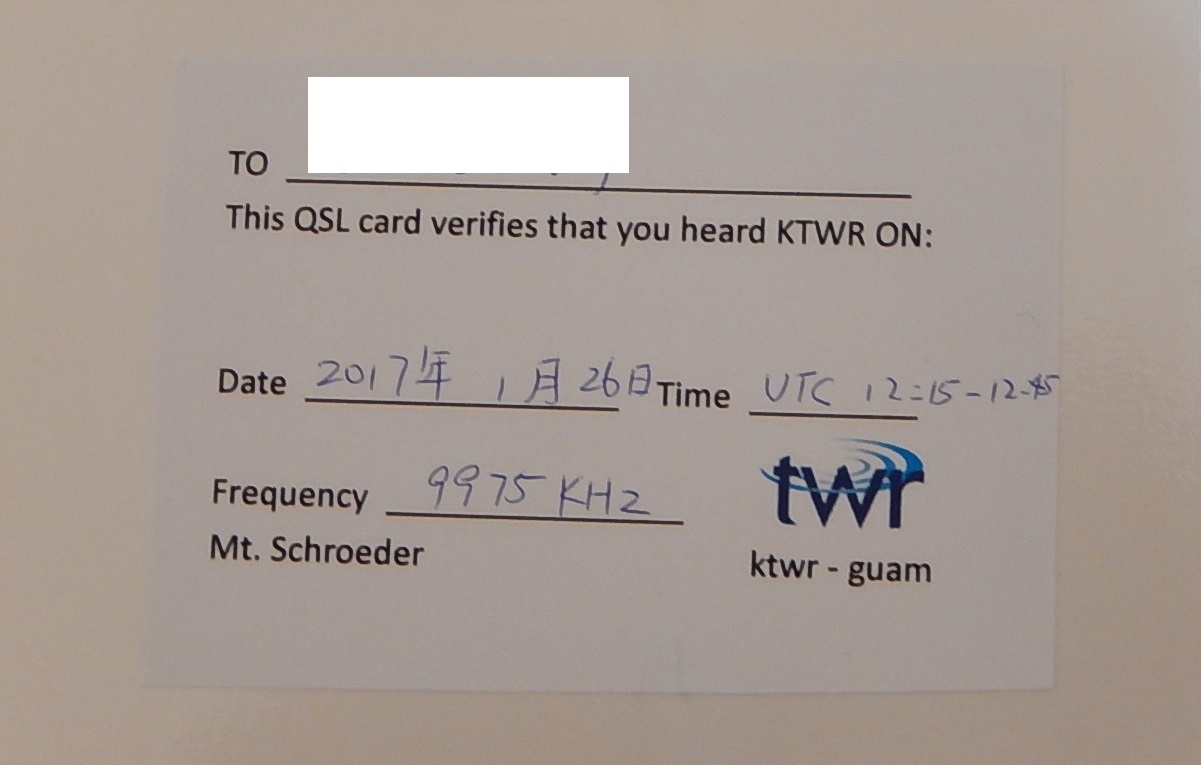 TO
This QSL card verifies that you heard KTWR ON:
Date 2017年 1月26日 Time UTC 12:15-12:45
Frequency 9975 KHz
twr
Mt. Schroeder
ktwr - guam